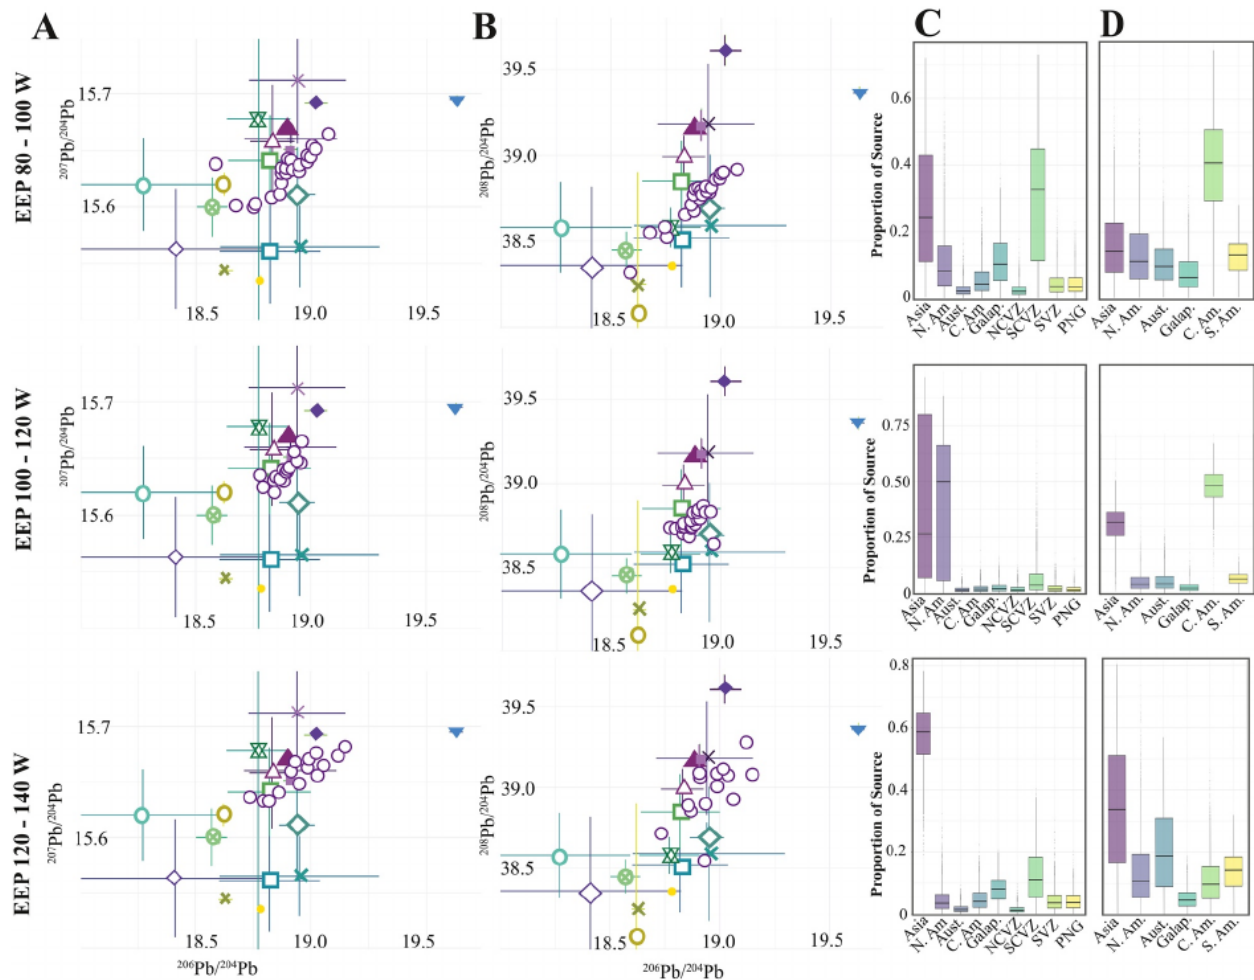 A
B
C
D
EEP 80 - 100 W
207Pb/204Pb
15.7
15.6
18.5
19.0
19.5
208Pb/204Pb
39.5
39.0
38.5
18.5
19.0
19.5
Proportion of Source
0.6
0.4
0.2
0
Asia
N. Am
Aust.
C. Am
Galap.
NCVZ
SCVZ
SVZ
PNG
Asia
N. Am.
Aust.
Galap.
C. Am.
S. Am.
EEP 100 - 120 W
207Pb/204Pb
15.7
15.6
18.5
19.0
19.5
208Pb/204Pb
39.5
39.0
38.5
18.5
19.0
19.5
Proportion of Source
0.75
0.5
0.25
0
Asia
N. Am
Aust.
C. Am
Galap.
NCVZ
SCVZ
SVZ
PNG
Asia
N. Am.
Aust.
Galap.
C. Am.
S. Am.
EEP 120 - 140 W
207Pb/204Pb
15.7
15.6
18.5
19.0
19.5
206Pb/204Pb
208Pb/204Pb
39.5
39.0
38.5
18.5
19.0
19.5
206Pb/204Pb
Proportion of Source
0.8
0.6
0.4
0.2
0
Asia
N. Am
Aust.
C. Am
Galap.
NCVZ
SCVZ
SVZ
PNG
Asia
N. Am.
Aust.
Galap.
C. Am.
S. Am.